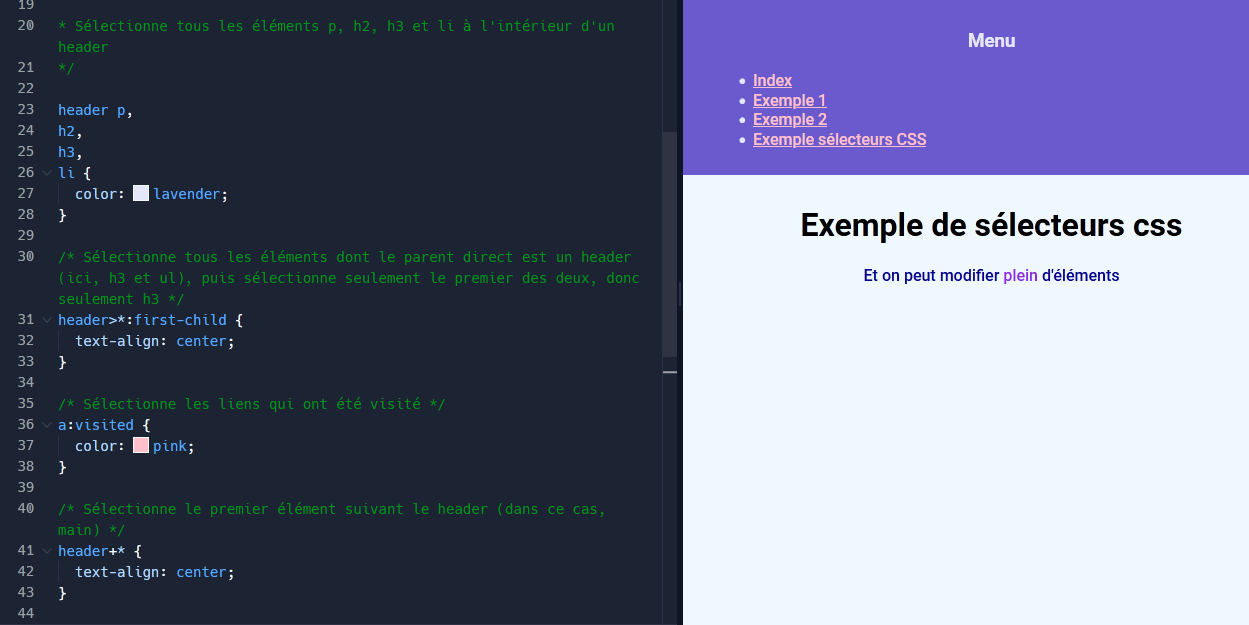 19
20 * Sélectionne tous les éléments p, h2, h3 et li à l'intérieur d'un
header
21 */
22
23 header p,
24 h2,
25 h3,
26 li {
27 color: lavender;
28 }
29
30 /* Sélectionne tous les éléments dont le parent direct est un header
(ici, h3 et ul), puis sélectionne seulement le premier des deux, donc
seulement h3 */
31 header>*:first-child {
32 text-align: center;
33 }
34
35 /* Sélectionne les liens qui ont été visité */
36 a:visited {
37 color: pink;
38 }
39
40 /* Sélectionne le premier élément suivant le header (dans ce cas,
main) */
41 header+* {
42 text-align: center;
43 }
44
Menu
Index
Exemple 1
Exemple 2
Exemple sélecteurs CSS
Exemple de sélecteurs css
Et on peut modifier plein d'éléments